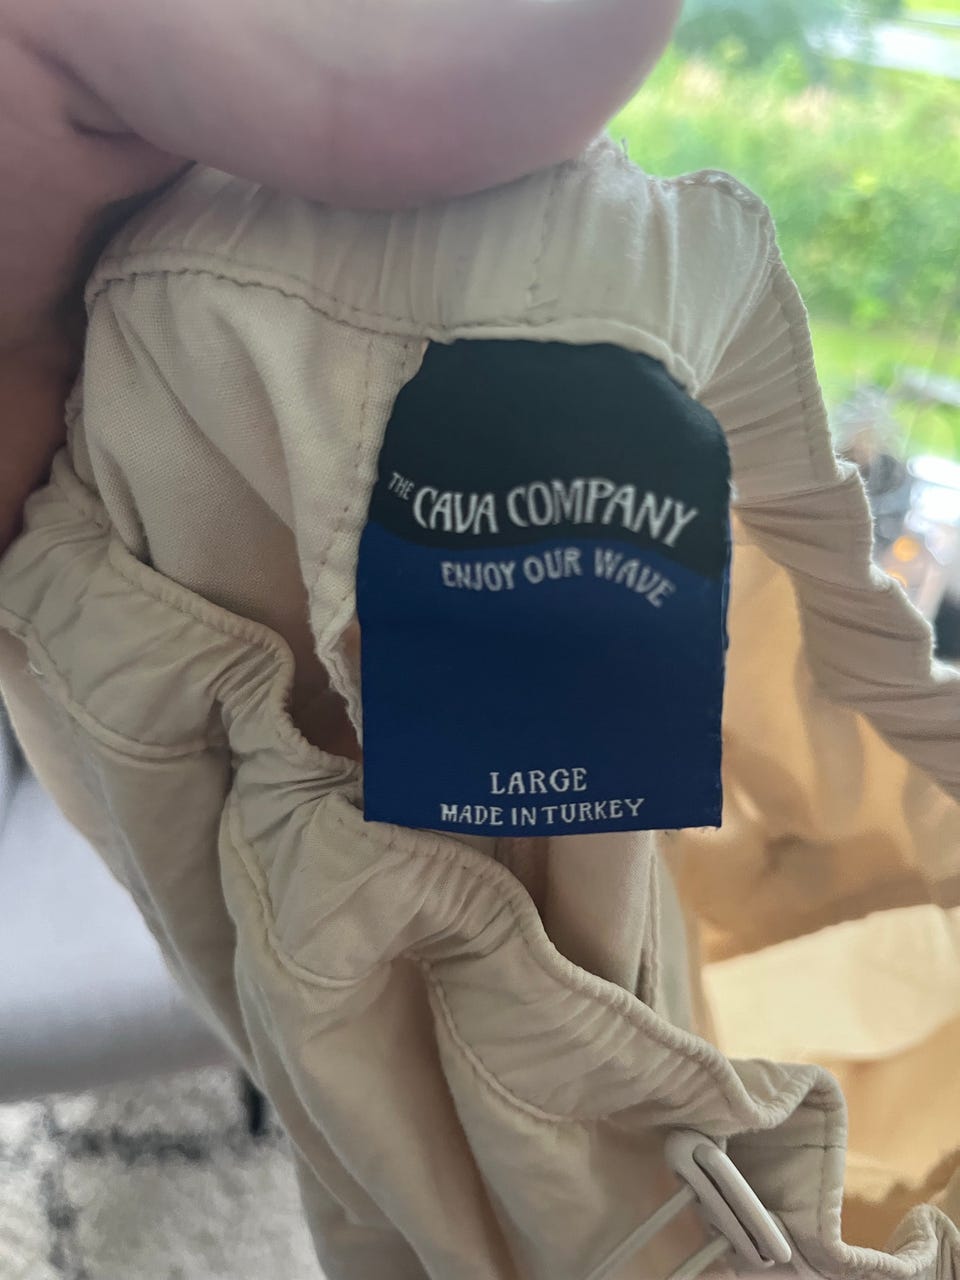 THE CAVA COMPANY
ENJOY OUR WAVE
LARGE
MADE IN TURKEY